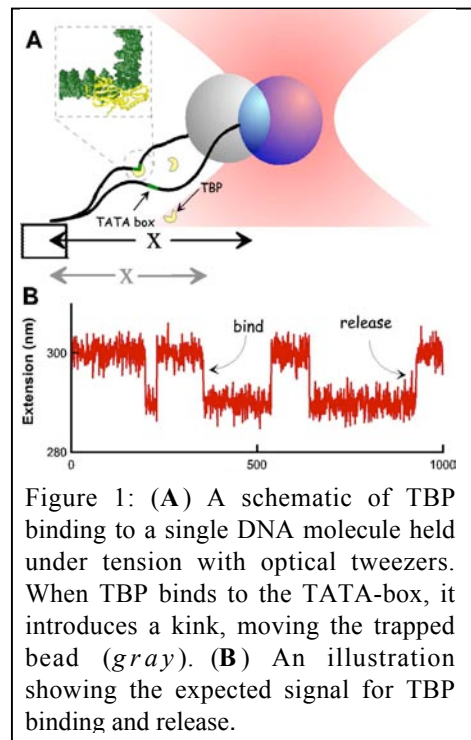 A
TBP
TATA box
X
X
B
bind
release
Extension (nm)
300
280
0
500
1000
Figure 1: (A) A schematic of TBP
binding to a single DNA molecule held
under tension with optical tweezers.
When TBP binds to the TATA-box, it
introduces a kink, moving the trapped
bead (gray). (B) An illustration
showing the expected signal for TBP
binding and release.